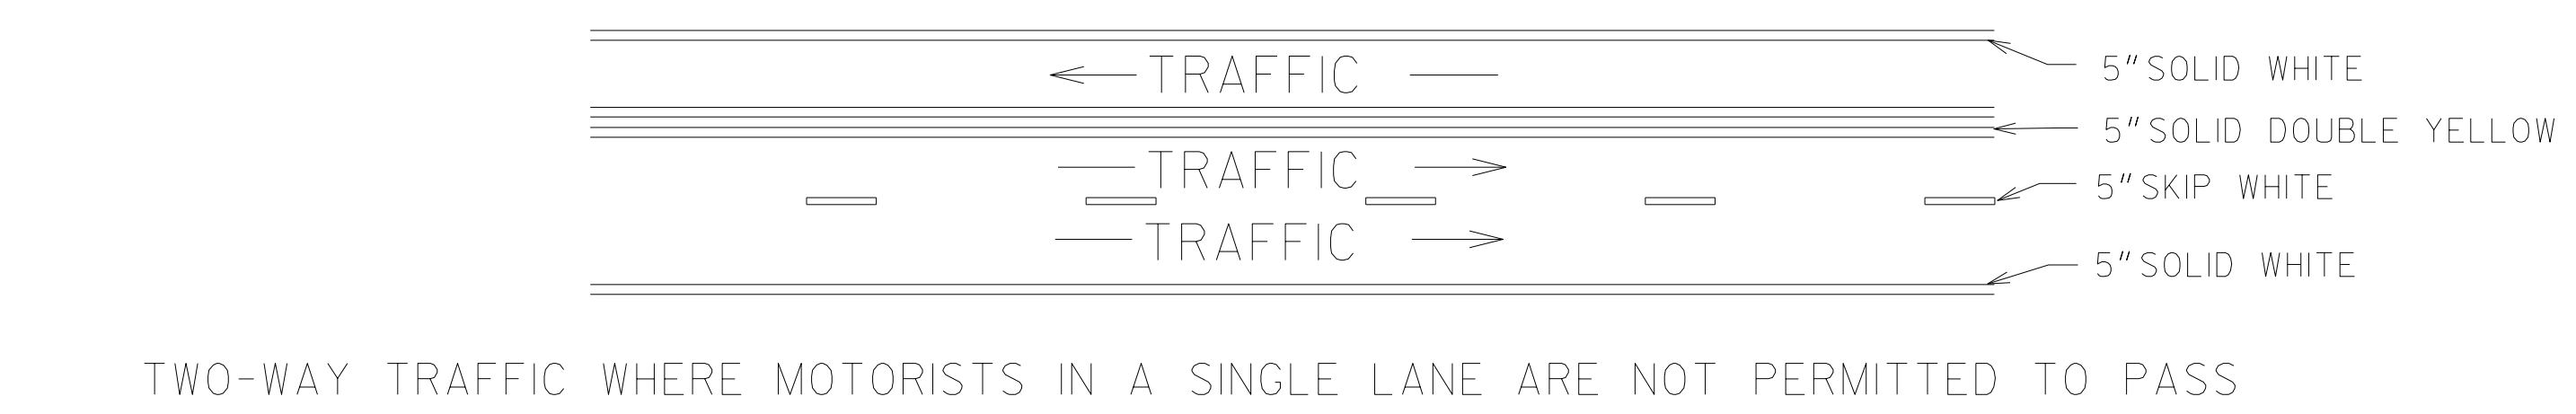 TRAFFIC
5"SOLID WHITE
5"SOLID DOUBLE YELLOW
TRAFFIC
5"SKIP WHITE
TRAFFIC
5"SOLID WHITE
TWO-WAY TRAFFIC WHERE MOTORISTS IN A SINGLE LANE ARE NOT PERMITTED TO PASS